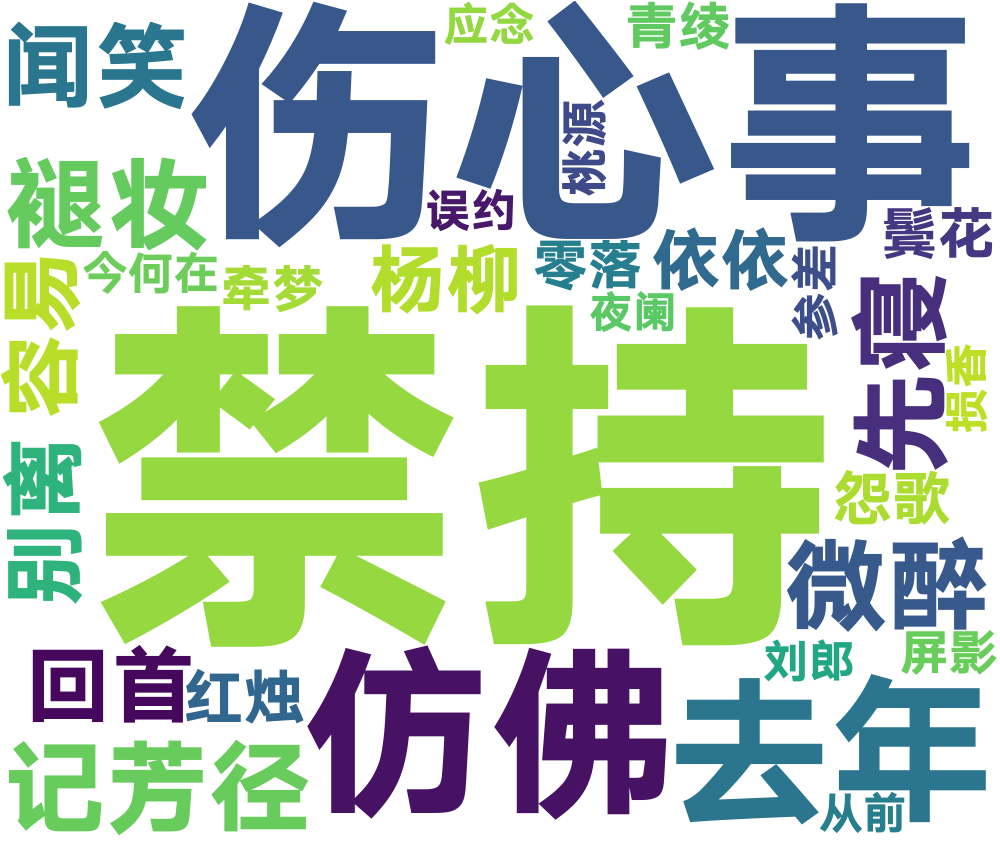 闻笑
伤心事
应念
青绫
桃源
褪妆
误约
鬅花
今何在
牵梦
杨柳
零落
依依
参差
夜阑
容易
禁持
先寝
损香
别离
怨歌
微醉
回首
红烛
仿佛
去年
刘郎
屏影
记芳径
从前